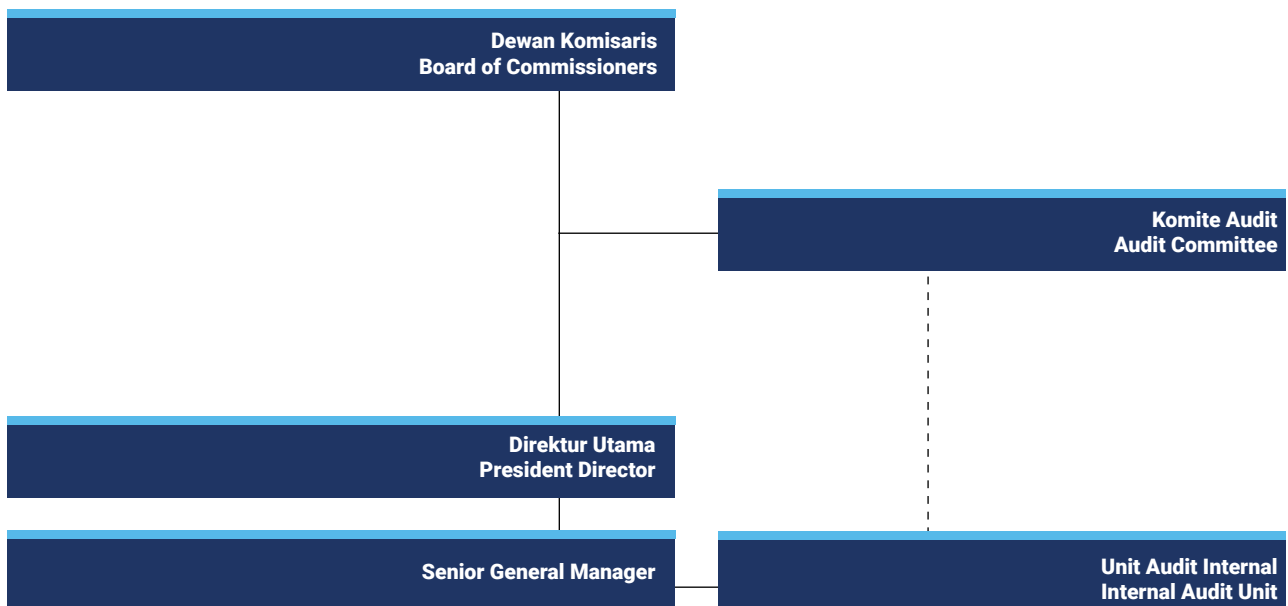 Dewan Komisaris
Board of Commissioners
Komite Audit
Audit Committee
Direktur Utama
President Director
Senior General Manager
Unit Audit Internal
Internal Audit Unit